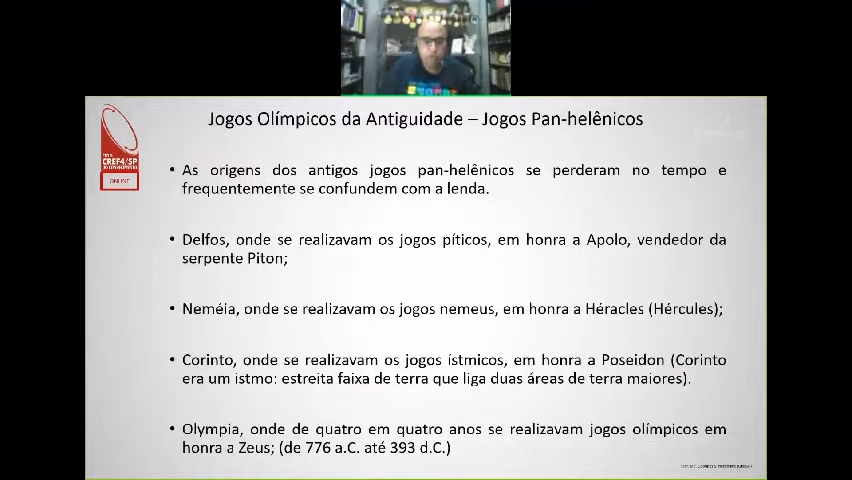 Jogos Olímpicos da Antiguidade – Jogos Pan-helênicos
CREF4/SP
DO CONHECIMENTO
ONLINE
• As origens dos antigos jogos pan-helênicos se perderam no tempo e
frequentemente se confundem com a lenda.
• Delfos, onde se realizavam os jogos píticos, em honra a Apolo, vendedor da
serpente Piton;
• Neméia, onde se realizavam os jogos nemeus, em honra a Héracles (Hércules);
• Corinto, onde se realizavam os jogos ístmicos, em honra a Poseidon (Corinto
era um istmo: estreita faixa de terra que liga duas áreas de terra maiores).
• Olympia, onde de quatro em quatro anos se realizavam jogos olímpicos em
honra a Zeus; (de 776 a.C. até 393 d.C.)